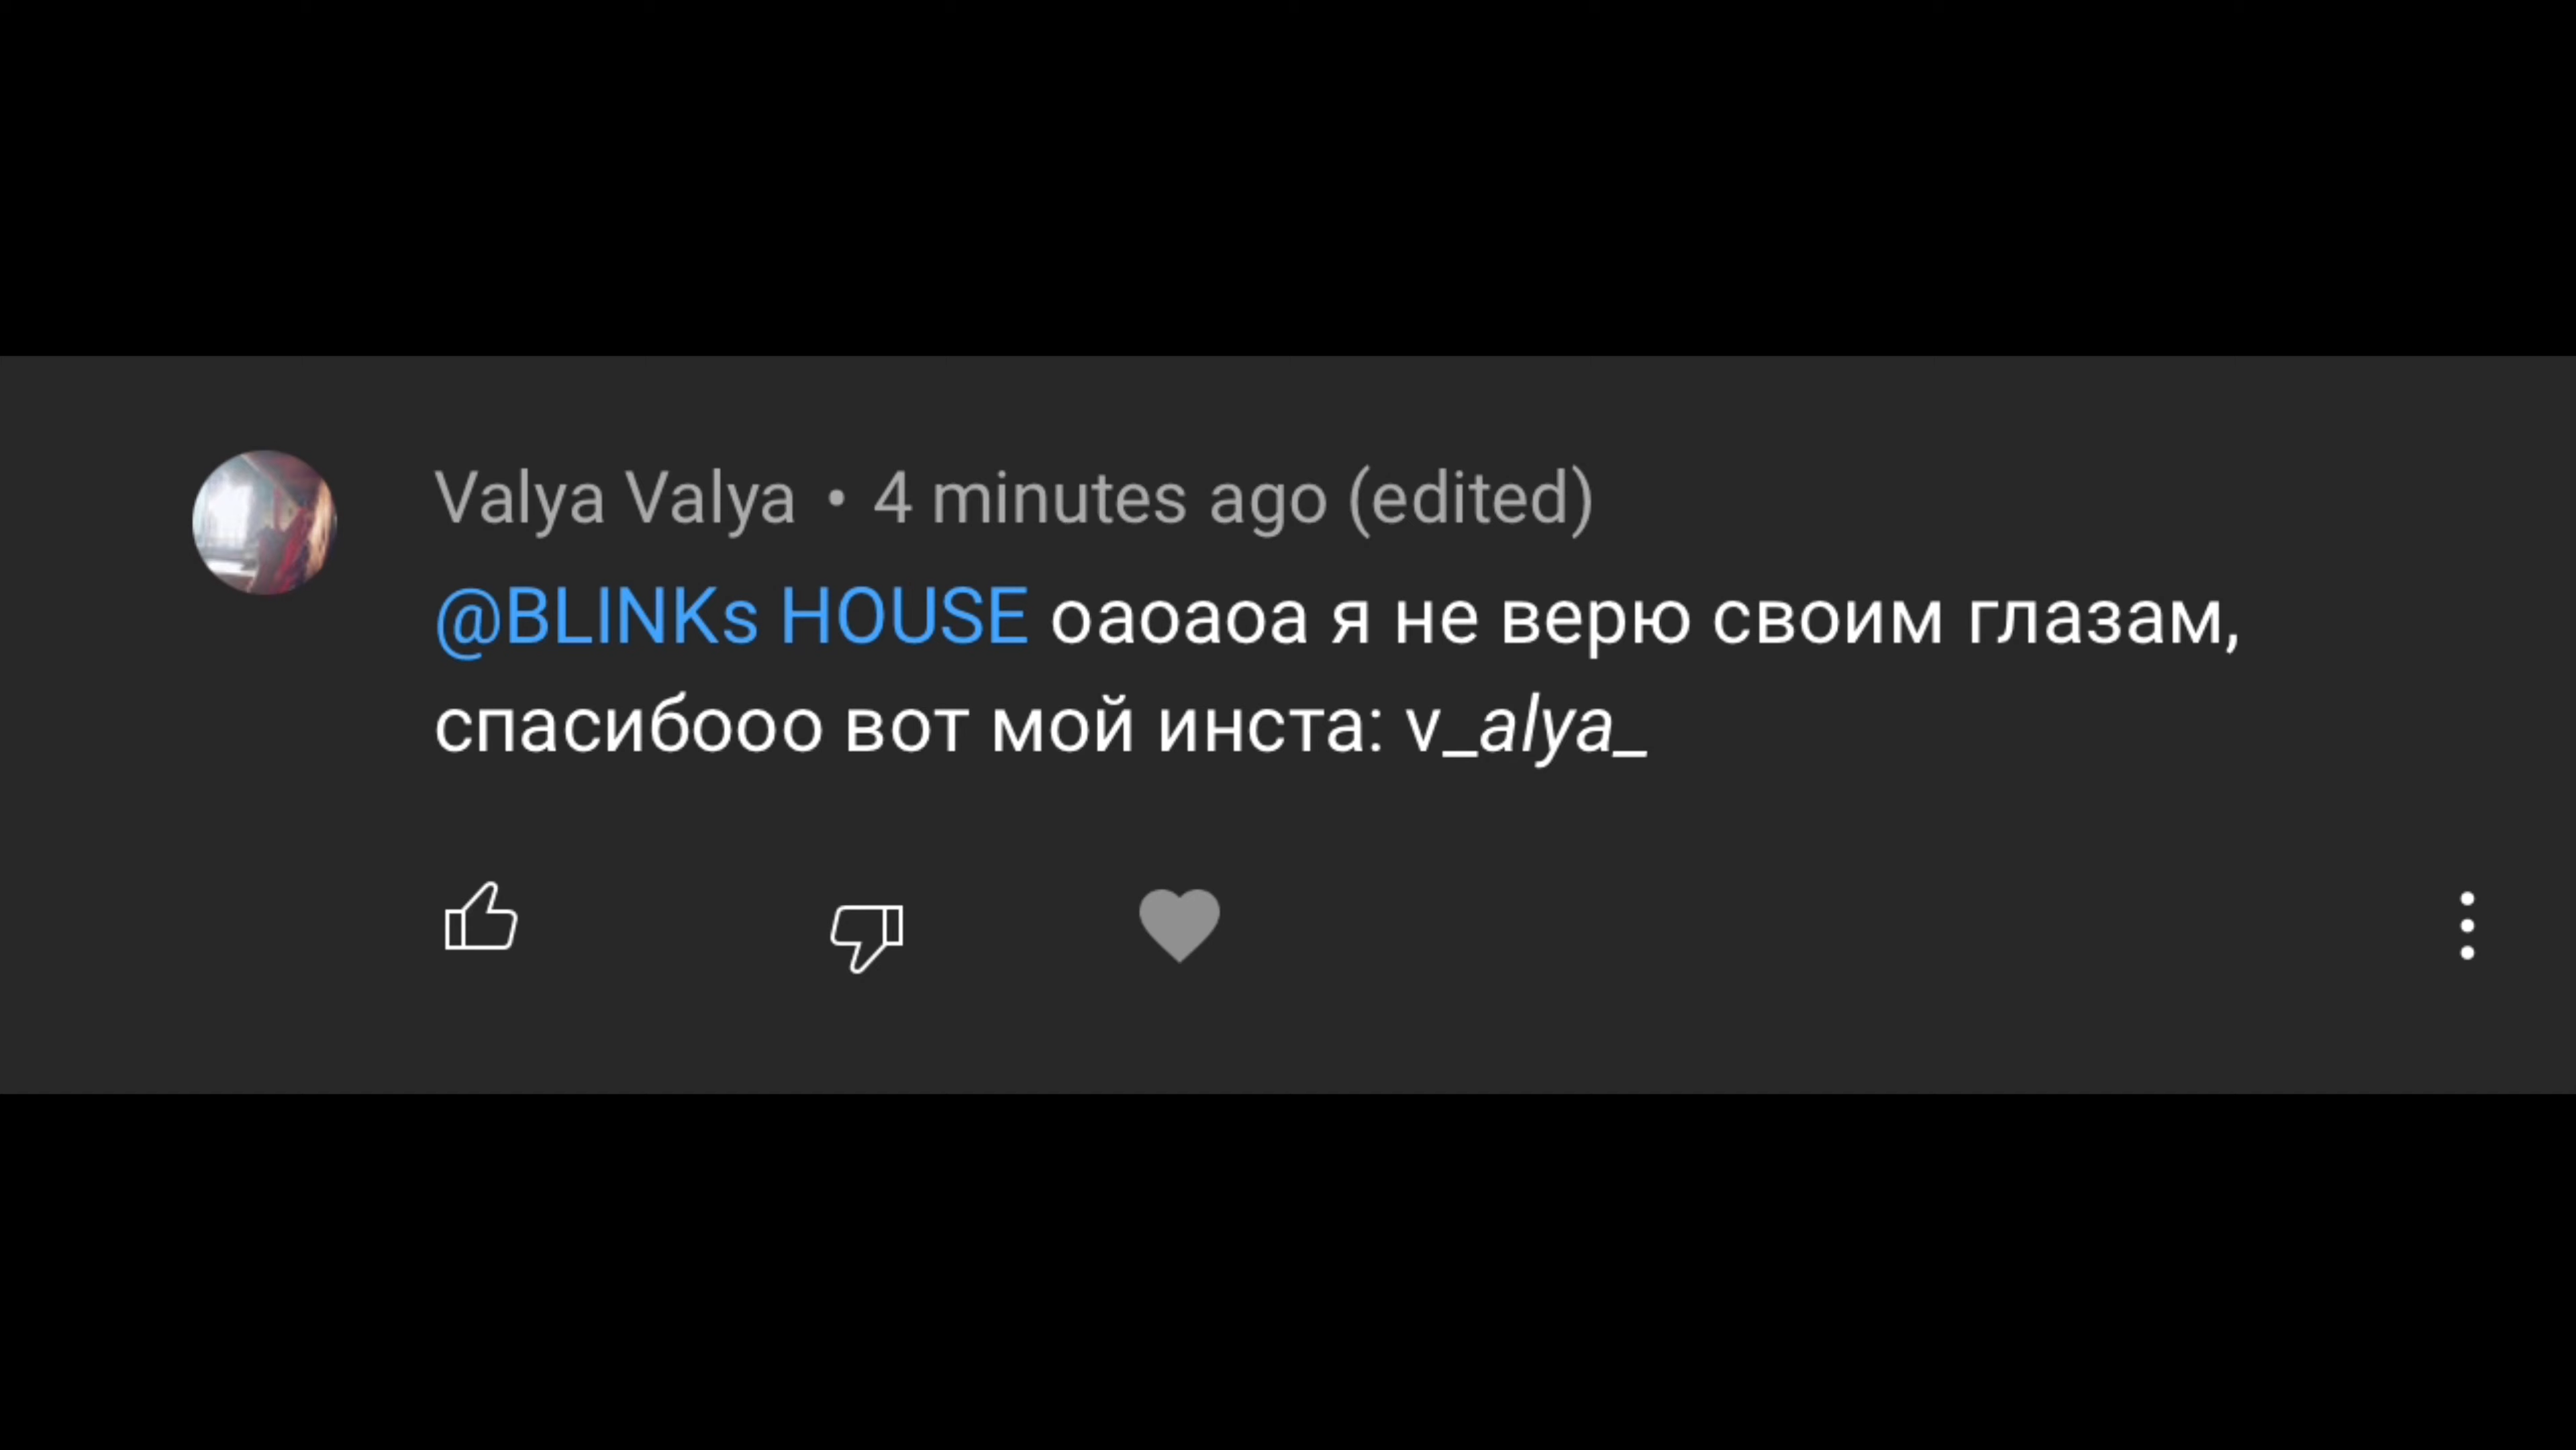 Valya Valya • 4 minutes ago (edited)
@BLINKs HOUSE оаоаоа я не верю своим глазам,
спасибооо вот мой инста: v_alya_